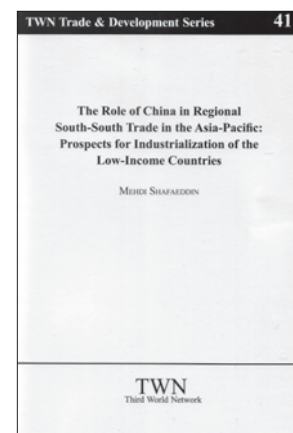 TWN Trade & Development Series 41
The Role of China in Regional
South-South Trade in the Asia-Pacific:
Prospects for Industrialization of the
Low-Income Countries
MEHDI SHAFAEDDIN
TWN
Third World Network